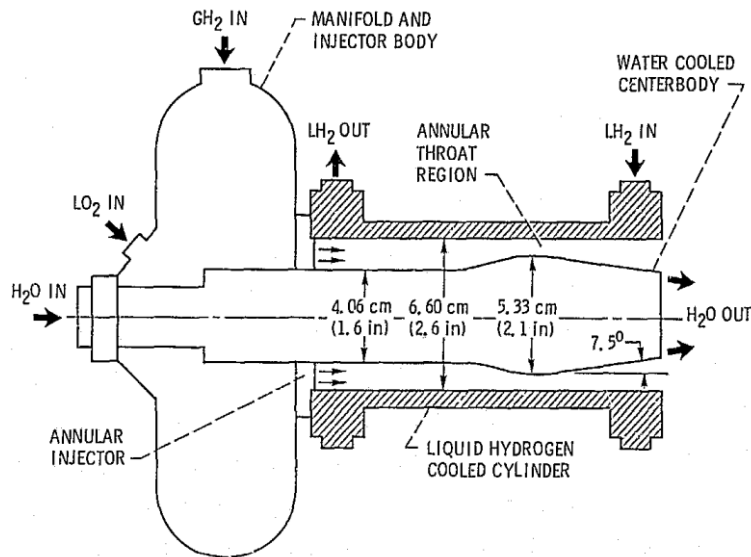 GH2 IN
MANIFOLD AND
INJECTOR BODY
WATER COOLED
CENTERBODY
LH2 OUT
ANNULAR
THROAT
REGION
LH2 IN
LO2 IN
H2O IN
4.06 cm
(1.6 in)
6.60 cm
(2.6 in)
5.33 cm
(2.1 in)
H2O OUT
7.5°
ANNULAR
INJECTOR
LIQUID HYDROGEN
COOLED CYLINDER